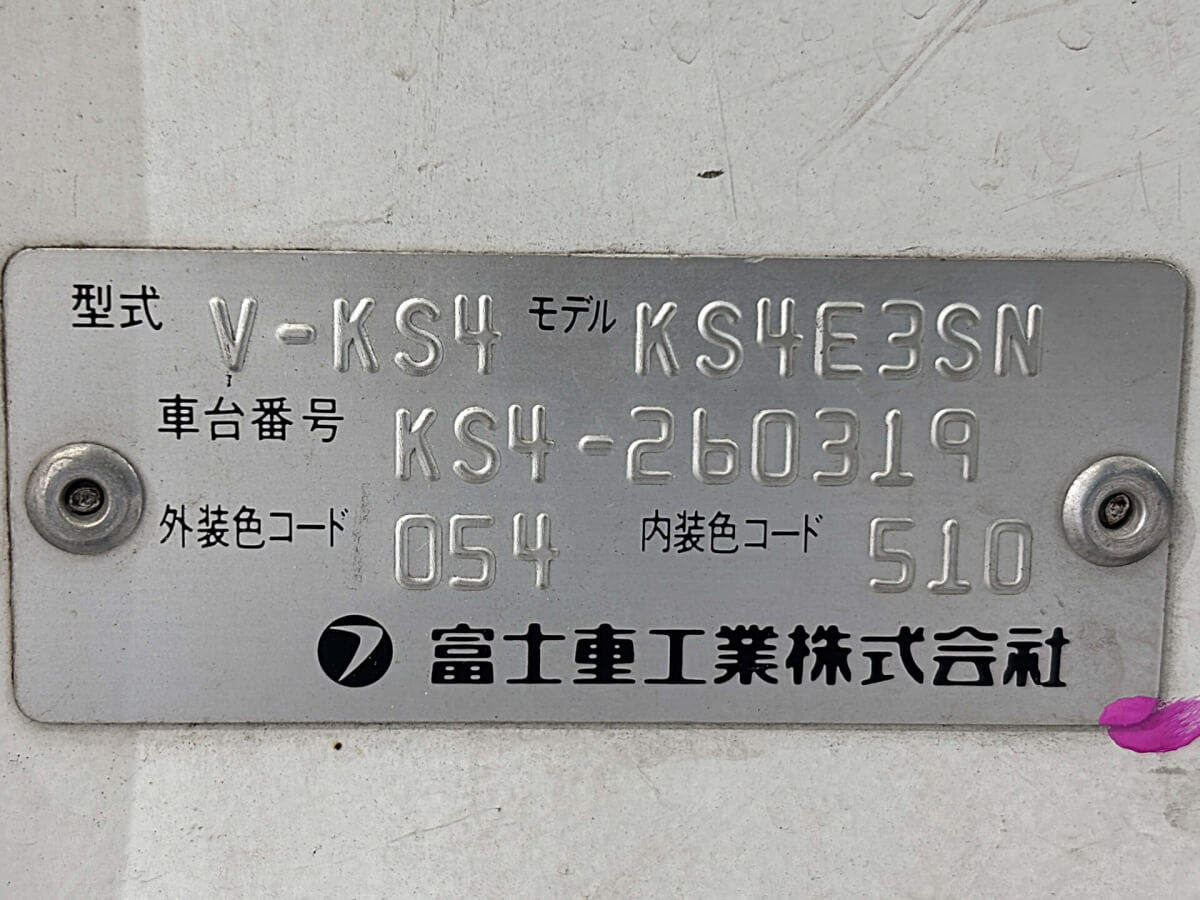 型式 V-KS4 モデル KS4E3SN
車台番号 KS4-260319
外装色コード 054 内装色コード 510
富士重工業株式会社